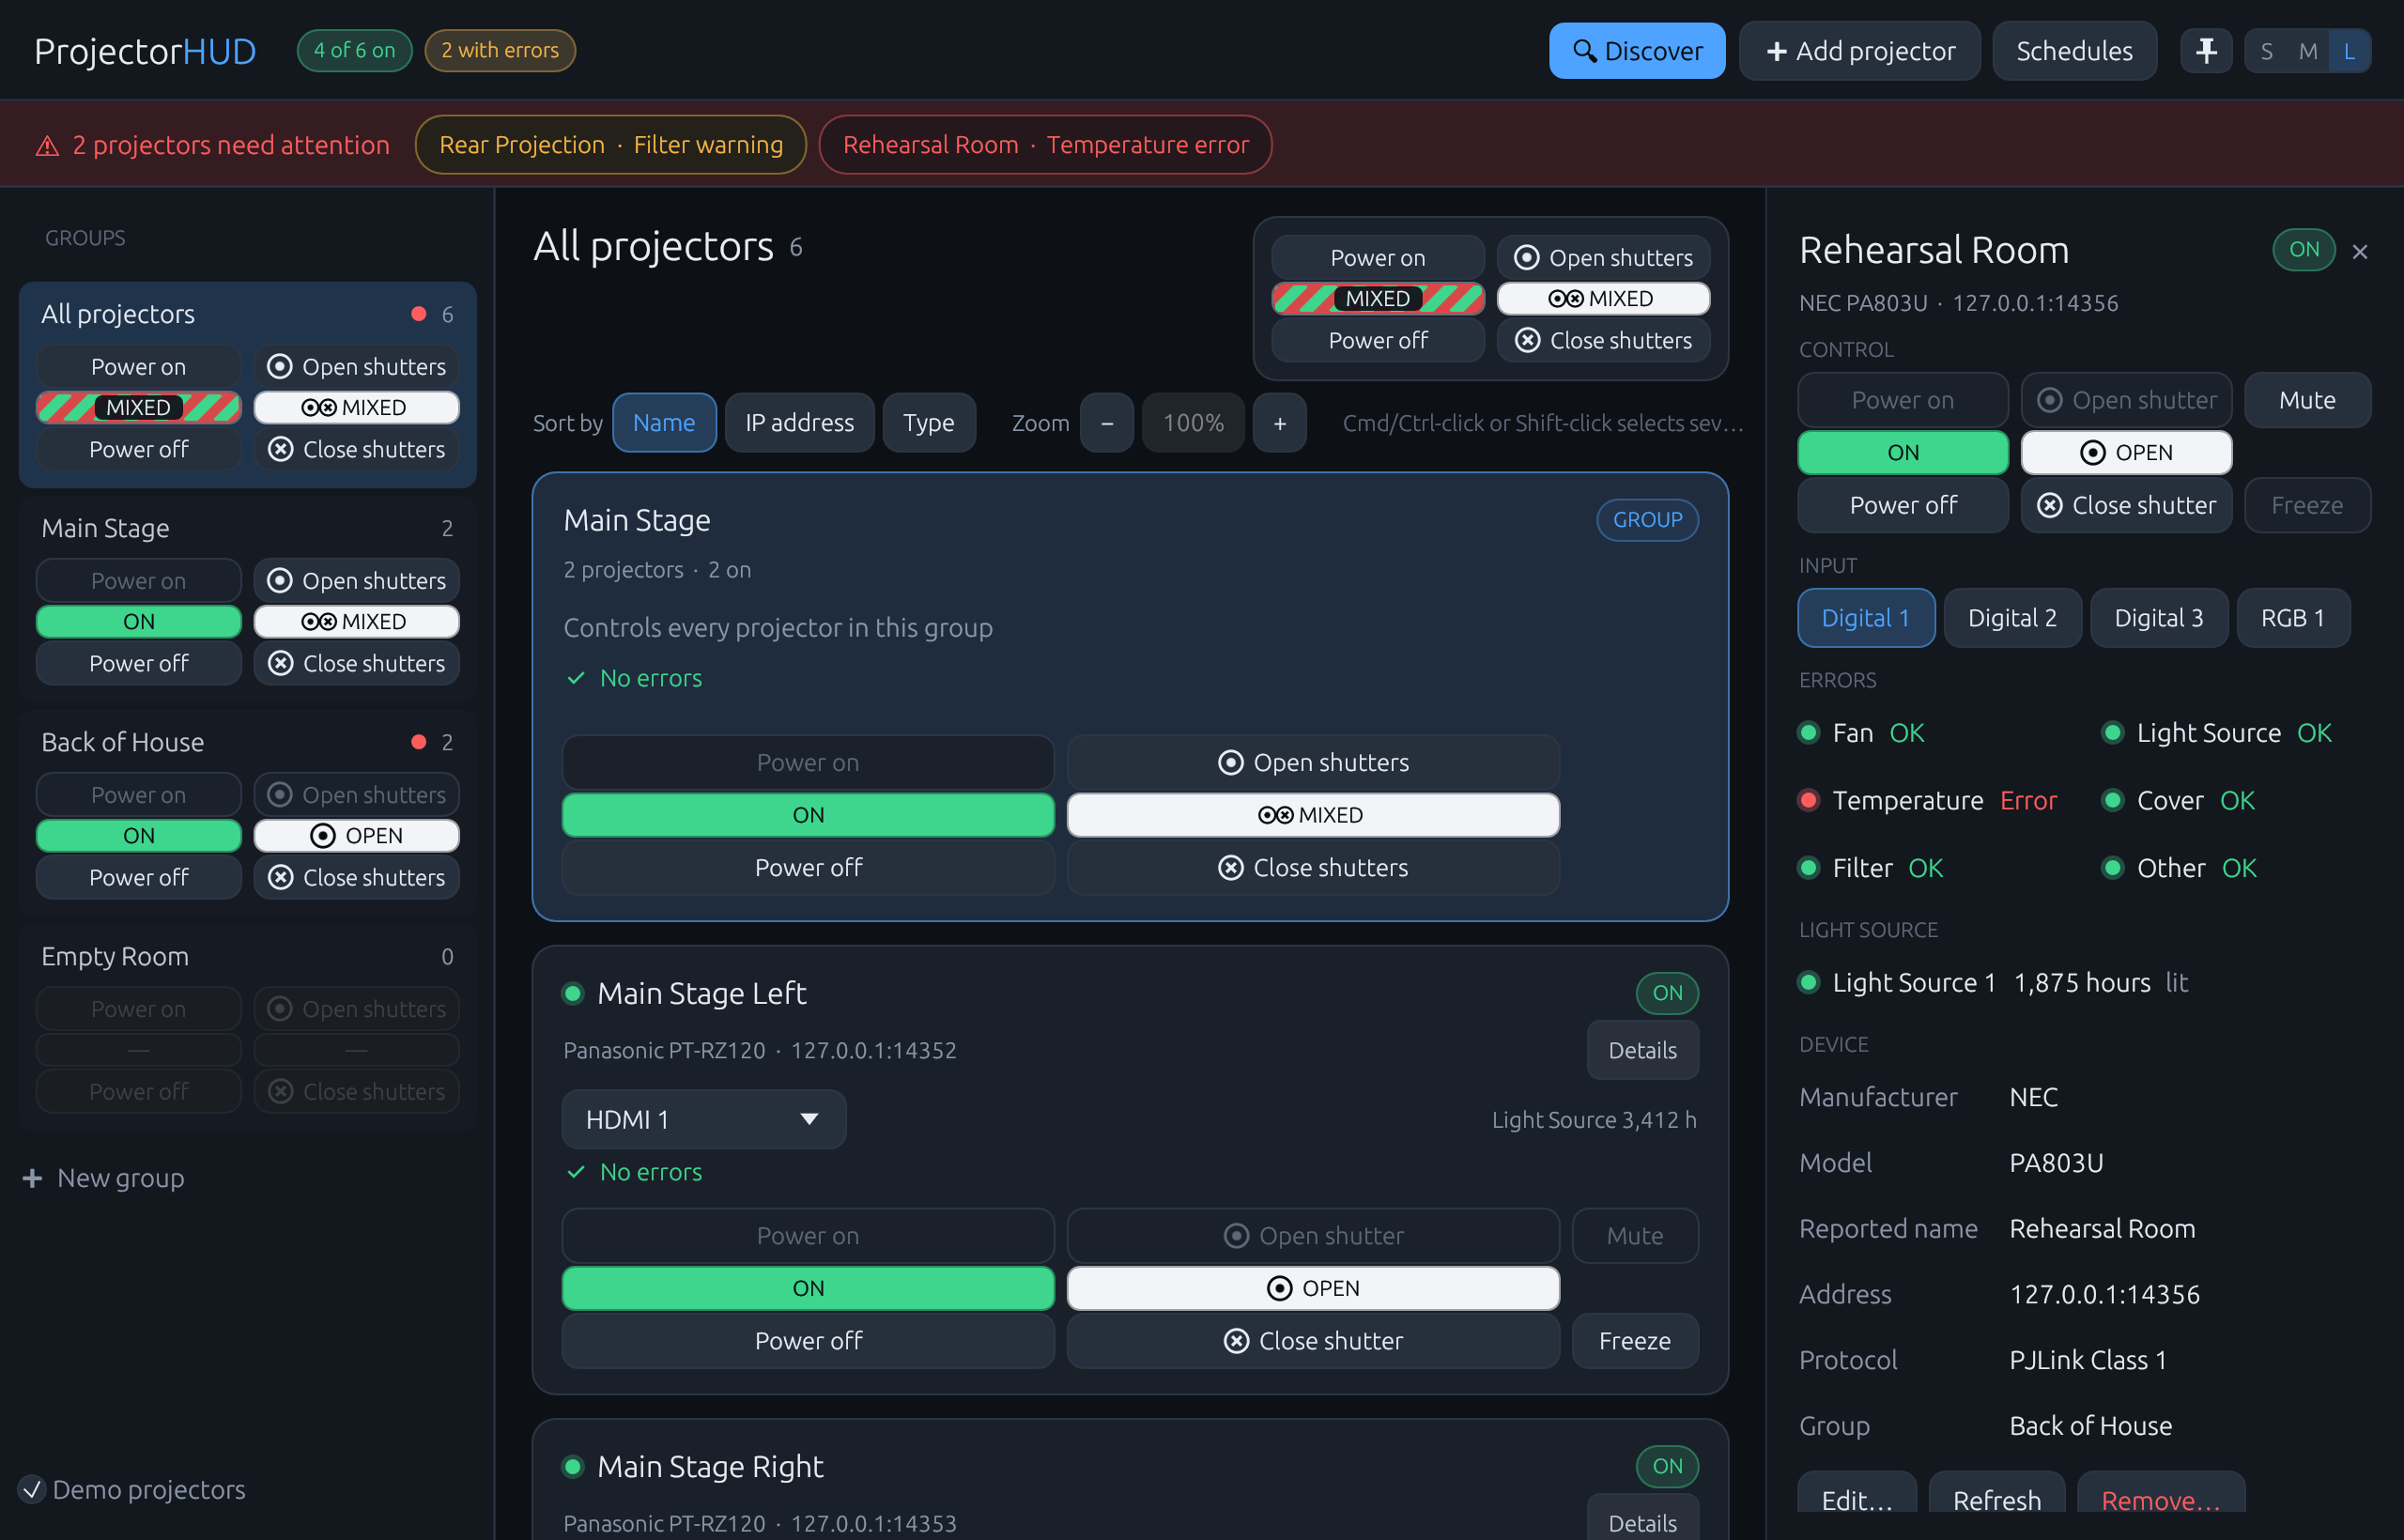 ProjectorHUD
4 of 6 on
2 with errors
Discover
+ Add projector
Schedules
S M L
2 projectors need attention
Rear Projection · Filter warning
Rehearsal Room · Temperature error
GROUPS
All projectors
6
Power on
Open shutters
MIXED
MIXED
Power off
Close shutters
Main Stage
2
Power on
Open shutters
ON
MIXED
Power off
Close shutters
Back of House
2
Power on
Open shutters
ON
OPEN
Power off
Close shutters
Empty Room
0
Power on
Open shutters
—
—
Power off
Close shutters
+ New group
Demo projectors
All projectors 6
Power on
Open shutters
MIXED
MIXED
Power off
Close shutters
Sort by
Name
IP address
Type
Zoom
−
100%
+
Cmd/Ctrl-click or Shift-click selects sev…
Main Stage
GROUP
2 projectors · 2 on
Controls every projector in this group
✓ No errors
Power on
Open shutters
ON
MIXED
Power off
Close shutters
Main Stage Left
ON
Panasonic PT-RZ120 · 127.0.0.1:14352
Details
HDMI 1
Light Source 3,412 h
✓ No errors
Power on
Open shutter
Mute
ON
OPEN
Power off
Close shutter
Freeze
Main Stage Right
ON
Panasonic PT-RZ120 · 127.0.0.1:14353
Details
Rehearsal Room
ON
×
NEC PA803U · 127.0.0.1:14356
CONTROL
Power on
Open shutter
Mute
ON
OPEN
Power off
Close shutter
Freeze
INPUT
Digital 1
Digital 2
Digital 3
RGB 1
ERRORS
Fan OK
Light Source OK
Temperature Error
Cover OK
Filter OK
Other OK
LIGHT SOURCE
Light Source 1 1,875 hours lit
DEVICE
Manufacturer NEC
Model PA803U
Reported name Rehearsal Room
Address 127.0.0.1:14356
Protocol PJLink Class 1
Group Back of House
Edit…
Refresh
Remove…